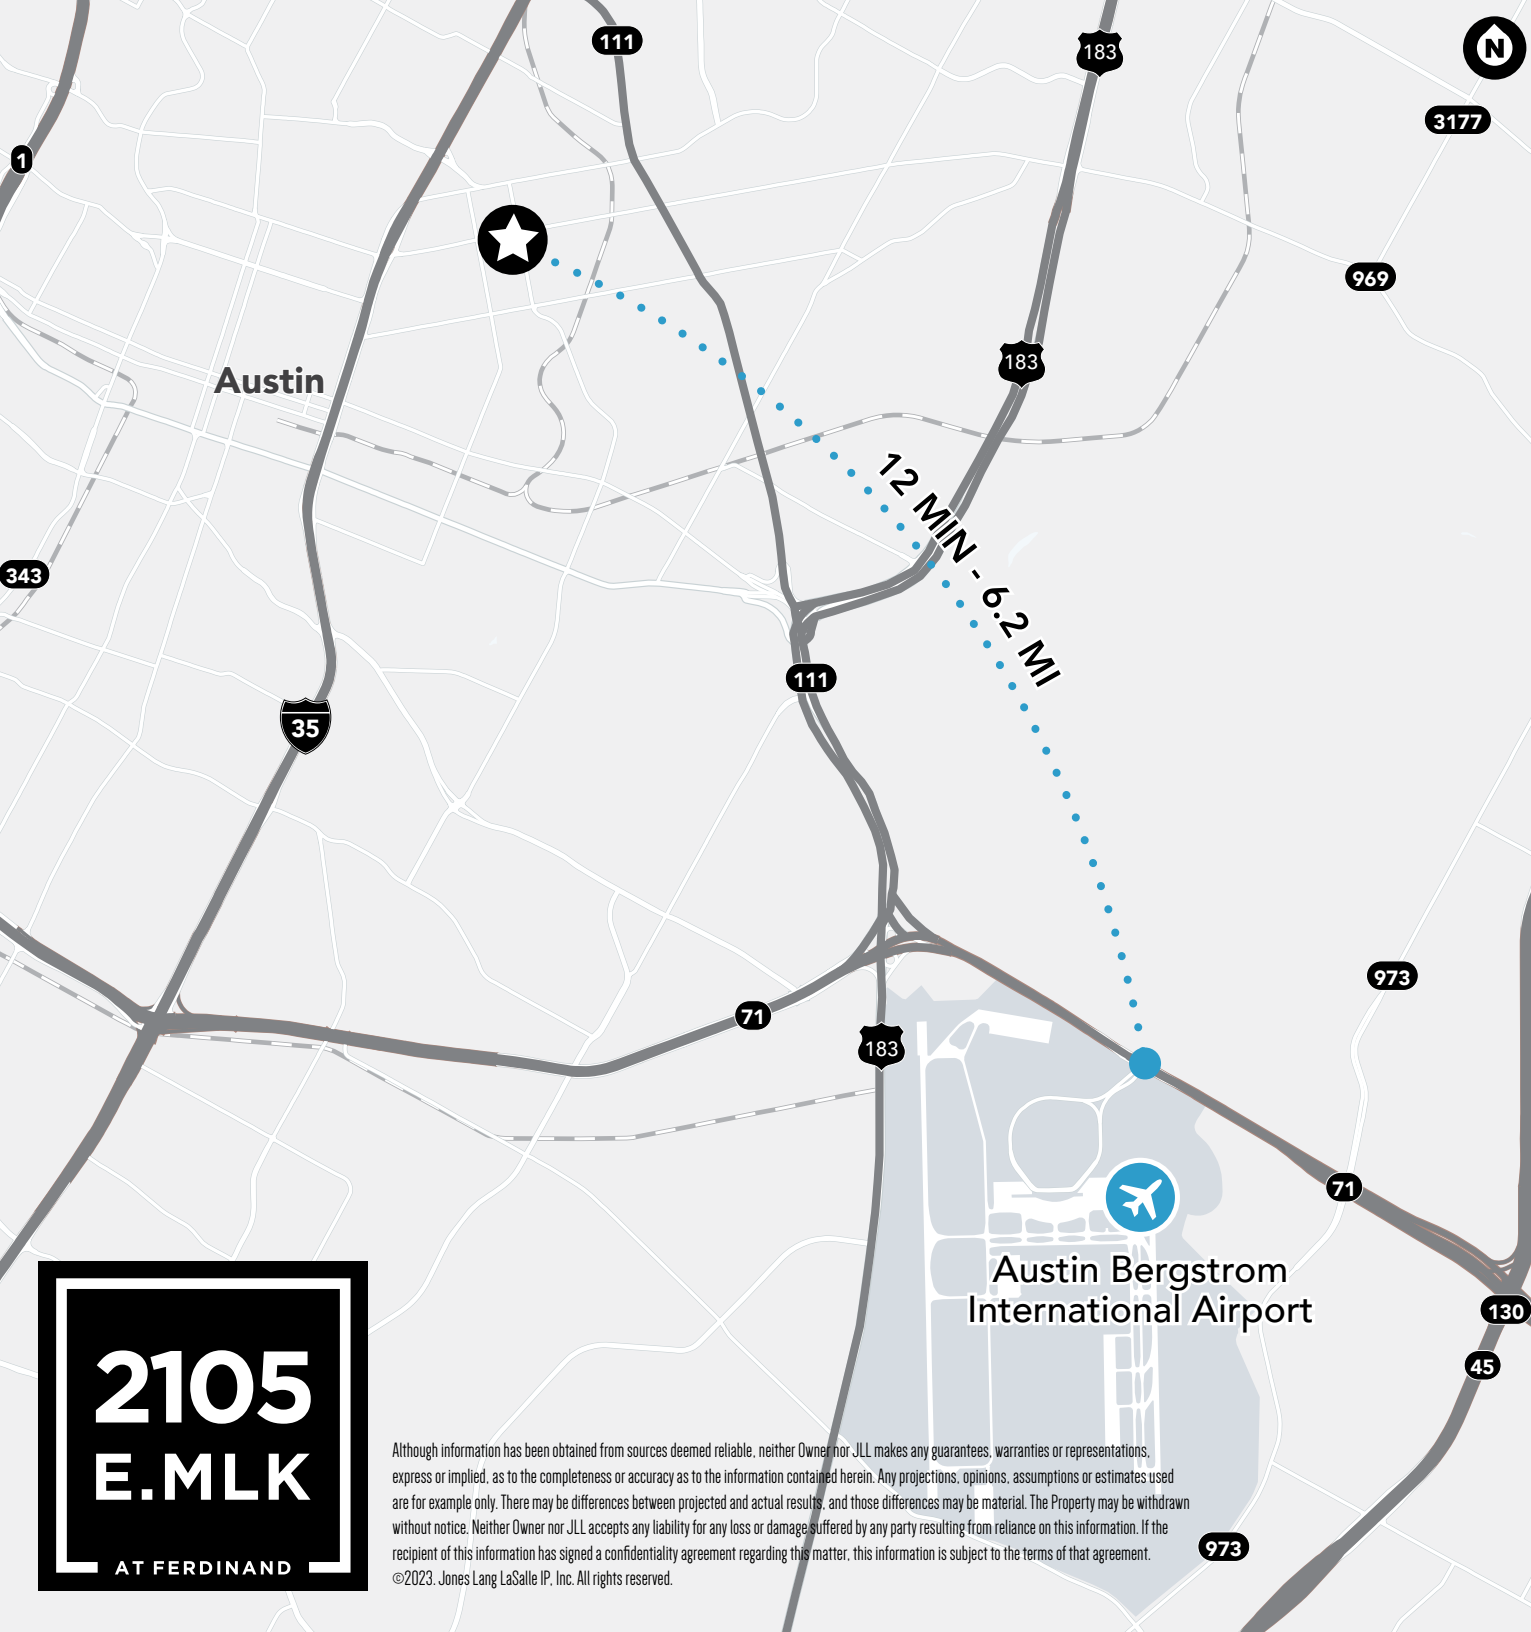 111
183
N
3177
1
969
183
Austin
12 MIN - 6.2 MI
343
111
35
973
71
183
71
Austin Bergstrom
International Airport
130
45
2105
E.MLK
AT FERDINAND
Although information has been obtained from sources deemed reliable, neither Owner nor JLL makes any guarantees, warranties or representations,
express or implied, as to the completeness or accuracy as to the information contained herein. Any projections, opinions, assumptions or estimates used
are for example only. There may be differences between projected and actual results, and those differences may be material. The Property may be withdrawn
without notice. Neither Owner nor JLL accepts any liability for any loss or damage suffered by any party resulting from reliance on this information. If the
recipient of this information has signed a confidentiality agreement regarding this matter, this information is subject to the terms of that agreement.
©2023. Jones Lang LaSalle IP, Inc. All rights reserved.
973